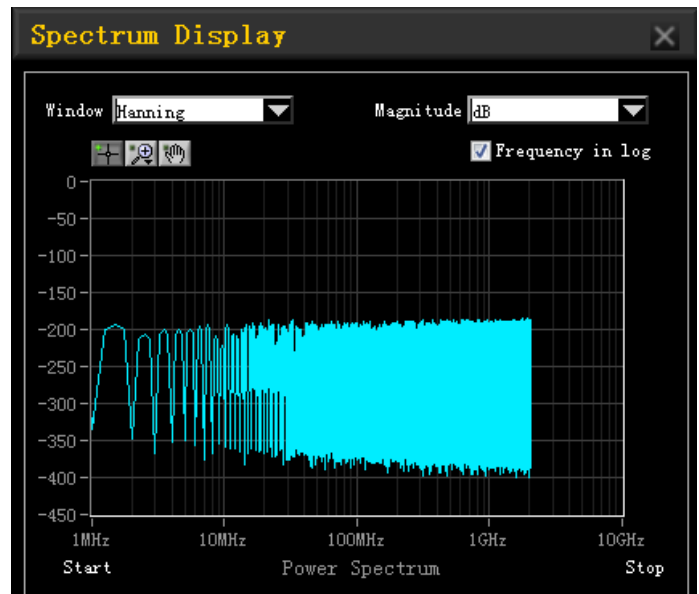 Spectrum Display
Window Hanning Magnitude dB
Frequency in log
0
-50
-100
-150
-200
-250
-300
-350
-400
-450
1MHz 10MHz 100MHz 1GHz 10GHz
Start Power Spectrum Stop